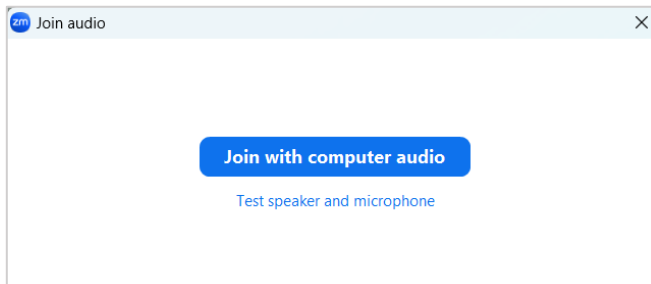 zm Join audio
Join with computer audio
Test speaker and microphone